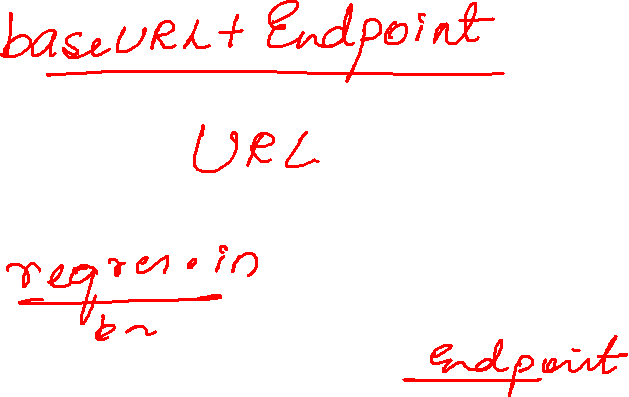 baseURL + Endpoint
URL
reqres.in
Endpoint